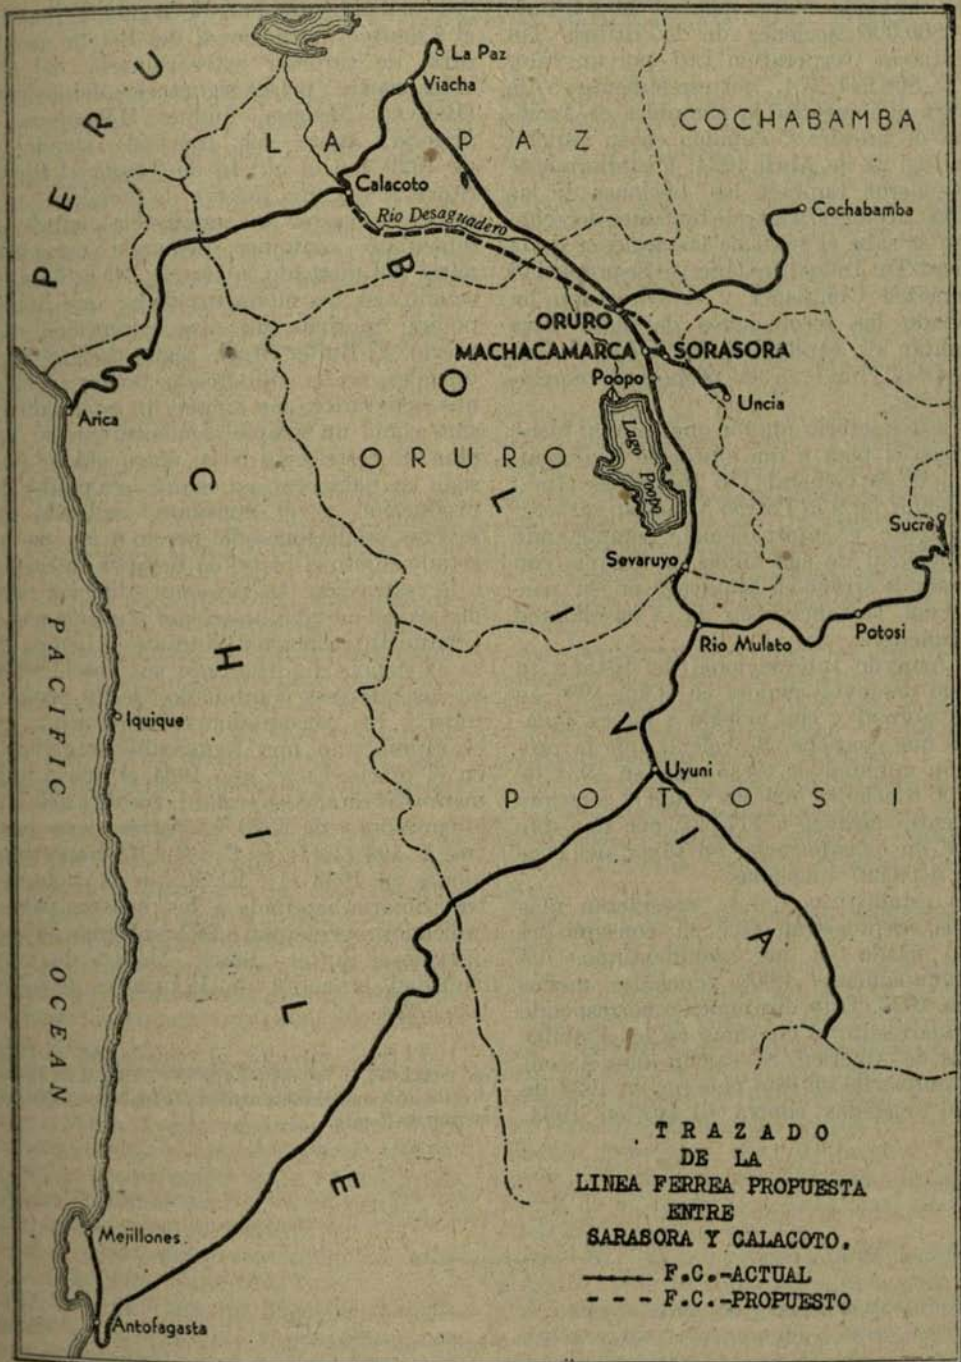 PERU
La Paz
Viacha
COCHABAMBA
LA PAZ
Calacoto
Rio Desaguadero
Cochabamba
ORURO
MACHACAMARCA
SORASORA
Poopo
Uncia
Arica
BOLIVIA
ORURO
Lago Poopo
CHILE
Sucre
Sevaruyo
Rio Mulato
Potosi
PACIFIC OCEAN
Iquique
Uyuni
POTOSI
Mejillones.
Antofagasta
TRAZADO
DE LA
LINEA FERREA PROPUESTA
ENTRE
SARASORA Y CALACOTO.
F.C.-ACTUAL
F.C.-PROPUESTO